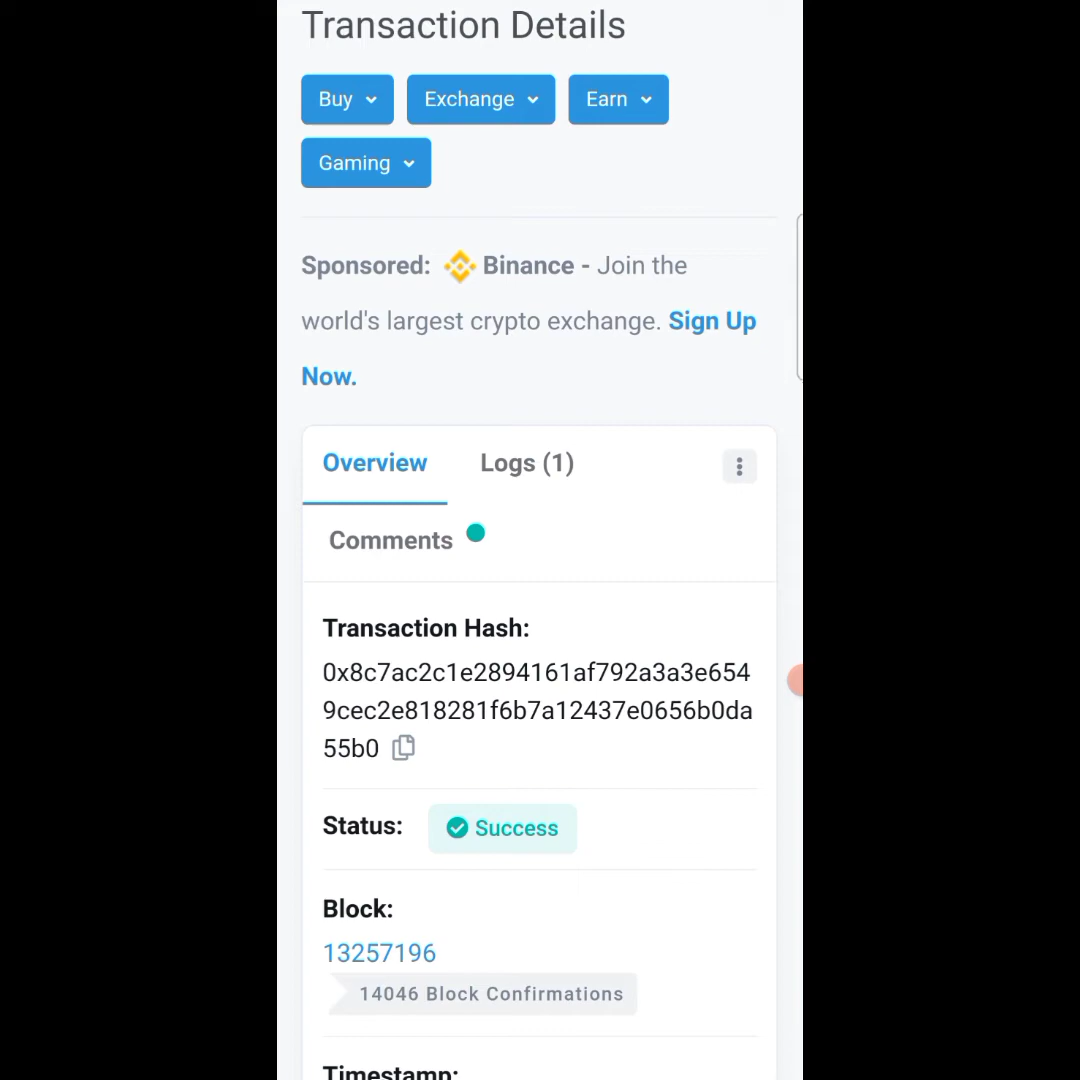 Transaction Details
Buy
Exchange
Earn
Gaming
Sponsored: Binance - Join the
world's largest crypto exchange. Sign Up
Now.
Overview
Logs (1)
Comments
Transaction Hash:
0x8c7ac2c1e2894161af792a3a3e654
9cec2e818281f6b7a12437e0656b0da
55b0
Status: Success
Block:
13257196
14046 Block Confirmations
Timestamp: